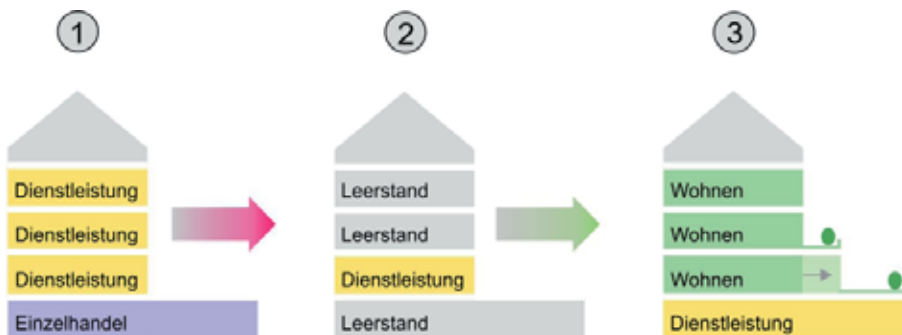 1
2
3
Dienstleistung
Dienstleistung
Dienstleistung
Einzelhandel
Leerstand
Leerstand
Dienstleistung
Leerstand
Wohnen
Wohnen
Wohnen
Dienstleistung